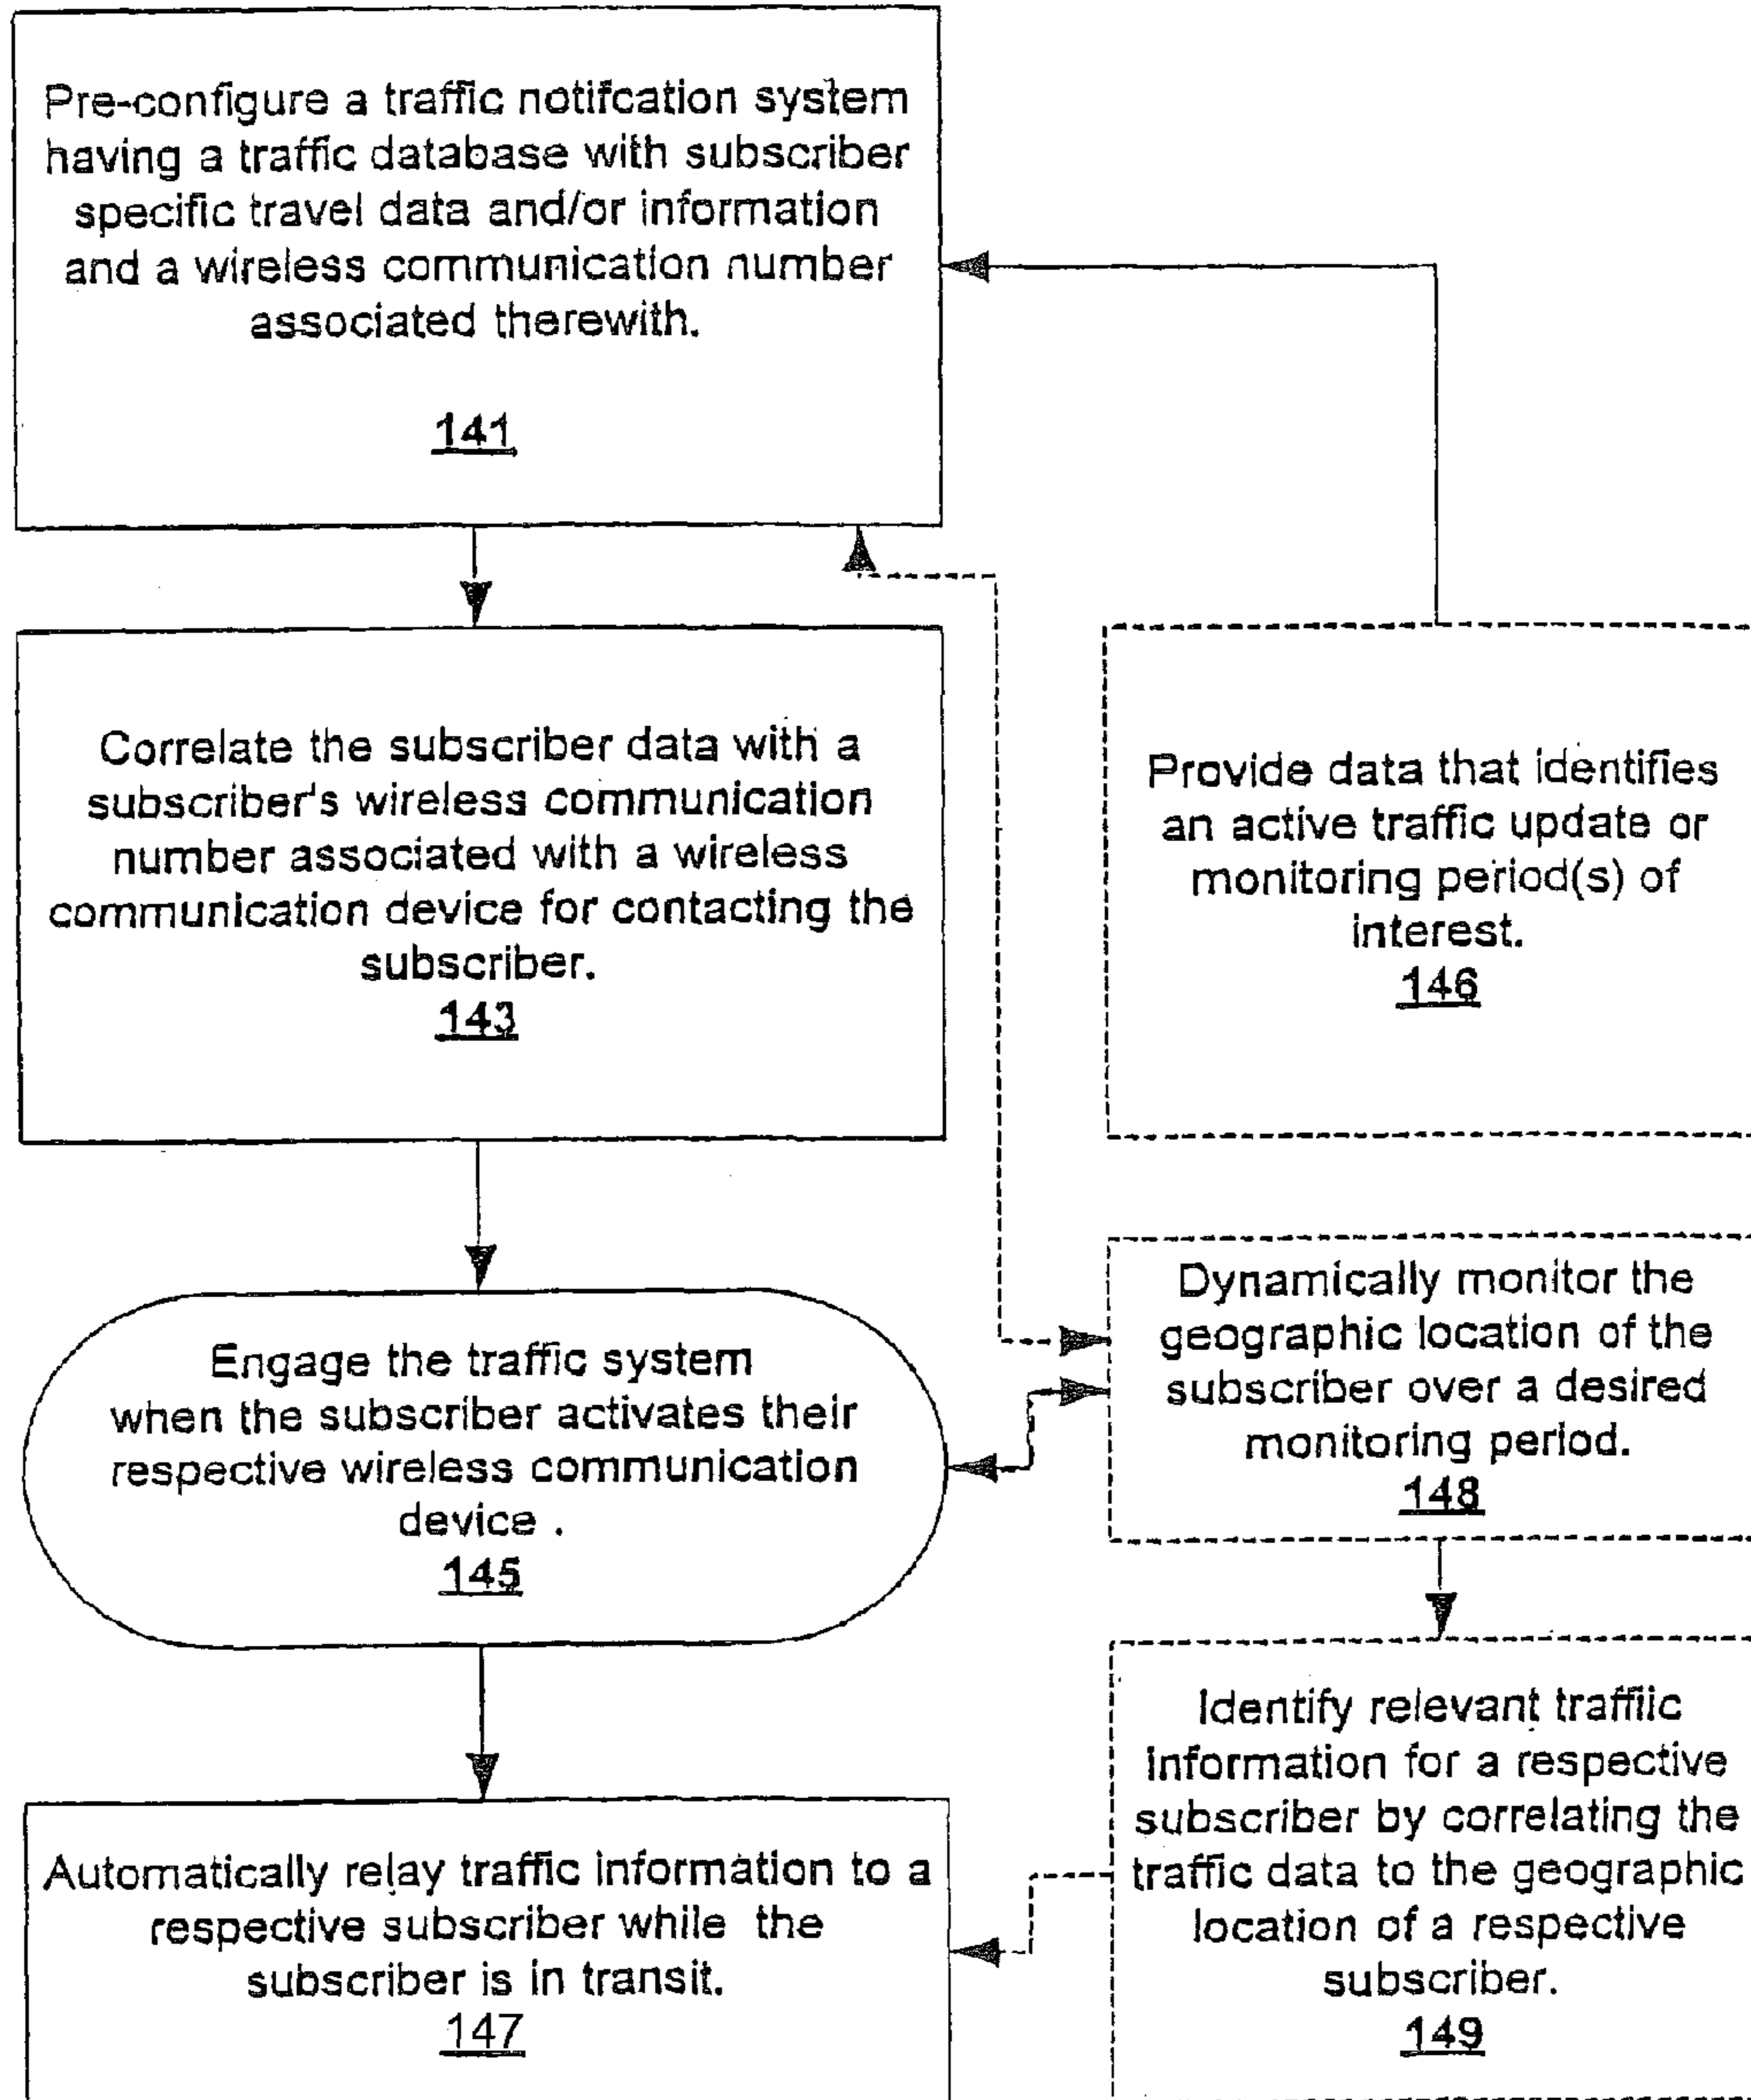 Pre-configure a traffic notifcation system
having a traffic database with subscriber
specific travel data and/or information
and a wireless communication number
associated therewith.
141
Correlate the subscriber data with a
subscriber's wireless communication
number associated with a wireless
communication device for contacting the
subscriber.
143
Provide data that identifies
an active traffic update or
monitoring period(s) of
interest.
146
Engage the traffic system
when the subscriber activates their
respective wireless communication
device .
145
Dynamically monitor the
geographic location of the
subscriber over a desired
monitoring period.
148
Automatically relay traffic information to a
respective subscriber while the
subscriber is in transit.
147
Identify relevant traffiic
information for a respective
subscriber by correlating the
traffic data to the geographic
location of a respective
subscriber.
149